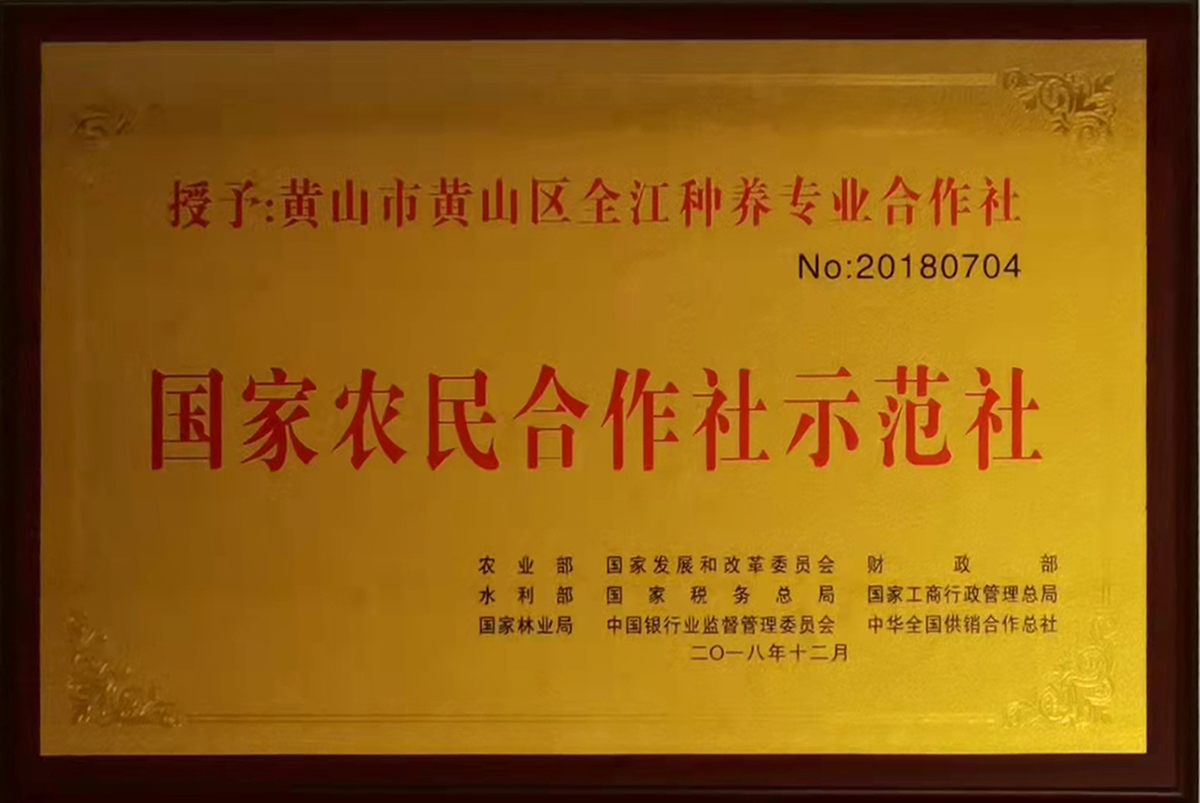 授予:黄山市黄山区全江种养专业合作社
No:20180704
国家农民合作社示范社
农业部 国家发展和改革委员会 财政部
水利部 国家税务总局 国家工商行政管理总局
国家林业局 中国银行业监督管理委员会 中华全国供销合作总社
二〇一八年十二月